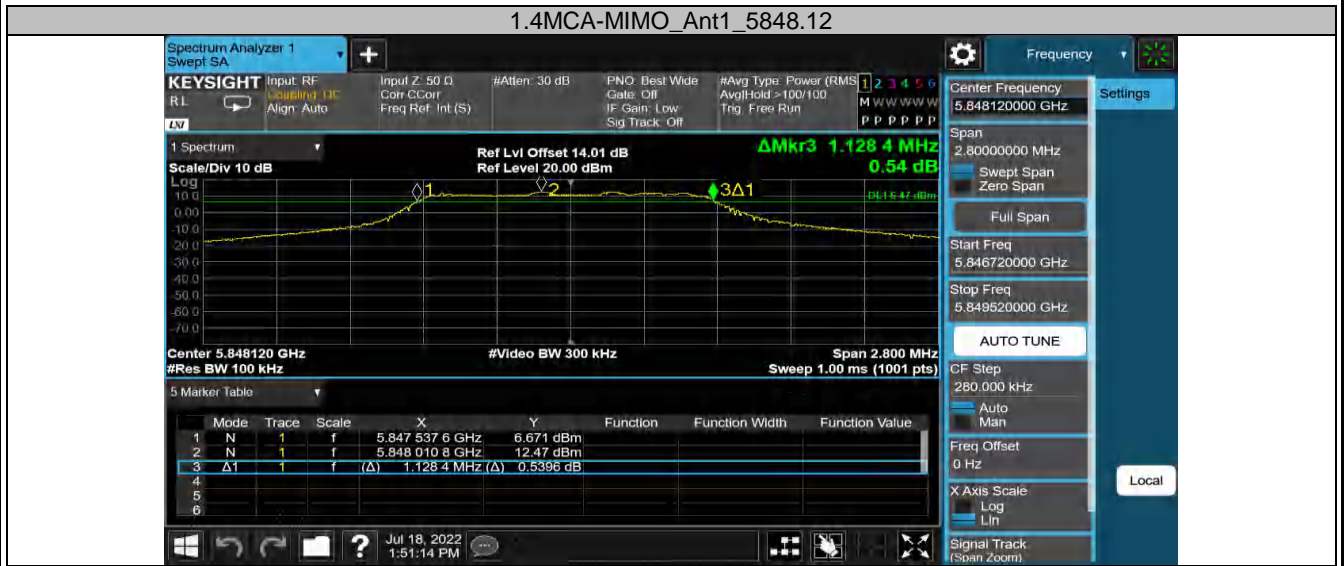 1.4MCA-MIMO_Ant1_5848.12
Spectrum Analyzer 1
Swept SA
+
Frequency
KEYSIGHT
RL
LXI
Input: RF
Coupling: DC
Align: Auto
Input Z: 50 Ω
Corr CCorr
Freq Ref: Int (S)
#Atten: 30 dB
PNO: Best Wide
Gate: Off
IF Gain: Low
Sig Track: Off
#Avg Type: Power (RMS
Avg|Hold >100/100
Trig: Free Run
1 2 3 4 5 6
M W W W W W
P P P P P P
Center Frequency
5.848120000 GHz
Settings
Span
2.80000000 MHz
Swept Span
Zero Span
Full Span
Start Freq
5.846720000 GHz
Stop Freq
5.849520000 GHz
AUTO TUNE
CF Step
280.000 kHz
Auto
Man
Freq Offset
0 Hz
X Axis Scale
Log
Lin
Signal Track
(Span Zoom)
Local
1 Spectrum
Scale/Div 10 dB
Ref Lvl Offset 14.01 dB
Ref Level 20.00 dBm
ΔMkr3 1.128 4 MHz
0.54 dB
Log
10.0
0.00
-10.0
-20.0
-30.0
-40.0
-50.0
-60.0
-70.0
1
2
3Δ1
DL1 6.47 dBm
Center 5.848120 GHz
#Video BW 300 kHz
Span 2.800 MHz
#Res BW 100 kHz
Sweep 1.00 ms (1001 pts)
5 Marker Table
Mode Trace Scale X Y Function Function Width Function Value
1 N 1 f 5.847 537 6 GHz 6.671 dBm
2 N 1 f 5.848 010 8 GHz 12.47 dBm
3 Δ1 1 f (Δ) 1.128 4 MHz (Δ) 0.5396 dB
4
5
6
?
Jul 18, 2022
1:51:14 PM